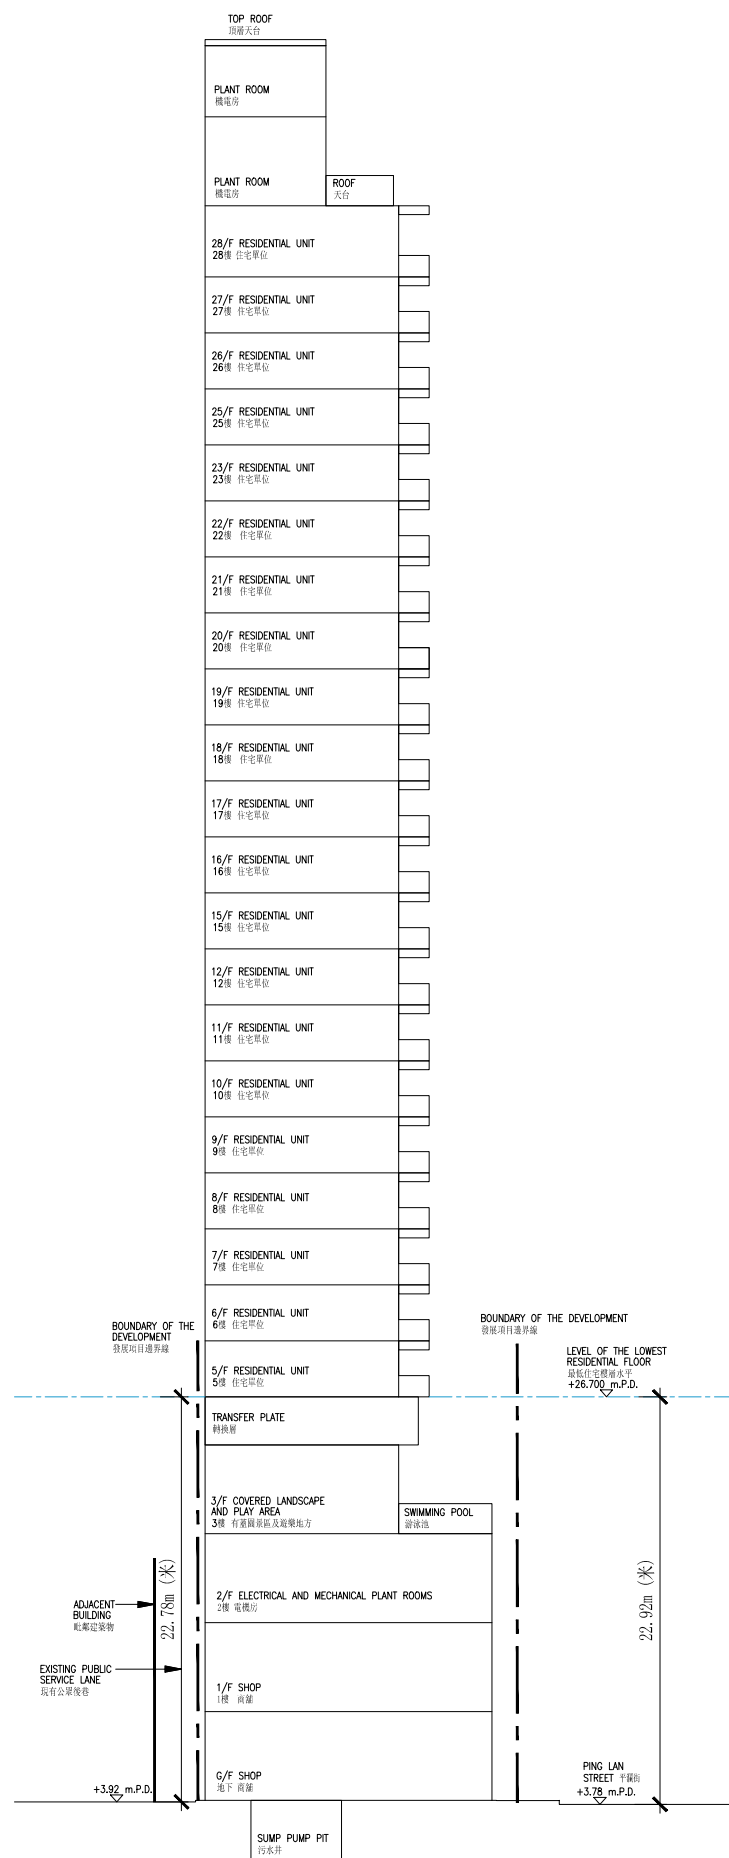 TOP ROOF
頂層天台
PLANT ROOM
機電房
PLANT ROOM
機電房
ROOF
天台
28/F RESIDENTIAL UNIT
28樓 住宅單位
27/F RESIDENTIAL UNIT
27樓 住宅單位
26/F RESIDENTIAL UNIT
26樓 住宅單位
25/F RESIDENTIAL UNIT
25樓 住宅單位
23/F RESIDENTIAL UNIT
23樓 住宅單位
22/F RESIDENTIAL UNIT
22樓 住宅單位
21/F RESIDENTIAL UNIT
21樓 住宅單位
20/F RESIDENTIAL UNIT
20樓 住宅單位
19/F RESIDENTIAL UNIT
19樓 住宅單位
18/F RESIDENTIAL UNIT
18樓 住宅單位
17/F RESIDENTIAL UNIT
17樓 住宅單位
16/F RESIDENTIAL UNIT
16樓 住宅單位
15/F RESIDENTIAL UNIT
15樓 住宅單位
12/F RESIDENTIAL UNIT
12樓 住宅單位
11/F RESIDENTIAL UNIT
11樓 住宅單位
10/F RESIDENTIAL UNIT
10樓 住宅單位
9/F RESIDENTIAL UNIT
9樓 住宅單位
8/F RESIDENTIAL UNIT
8樓 住宅單位
7/F RESIDENTIAL UNIT
7樓 住宅單位
6/F RESIDENTIAL UNIT
6樓 住宅單位
BOUNDARY OF THE
DEVELOPMENT
發展項目邊界線
BOUNDARY OF THE DEVELOPMENT
發展項目邊界線
5/F RESIDENTIAL UNIT
5樓 住宅單位
LEVEL OF THE LOWEST
RESIDENTIAL FLOOR
最低住宅樓層水平
+26.700 m.P.D.
TRANSFER PLATE
轉換層
3/F COVERED LANDSCAPE
AND PLAY AREA
3樓 有蓋園景區及遊樂地方
SWIMMING POOL
游泳池
2/F ELECTRICAL AND MECHANICAL PLANT ROOMS
2樓 電機房
22.78m (米)
22.92m (米)
ADJACENT
BUILDING
毗鄰建築物
EXISTING PUBLIC
SERVICE LANE
現有公眾後巷
1/F SHOP
1樓 商舖
G/F SHOP
地下 商舖
+3.92 m.P.D.
PING LAN
STREET 平瀾街
+3.78 m.P.D.
SUMP PUMP PIT
污水井